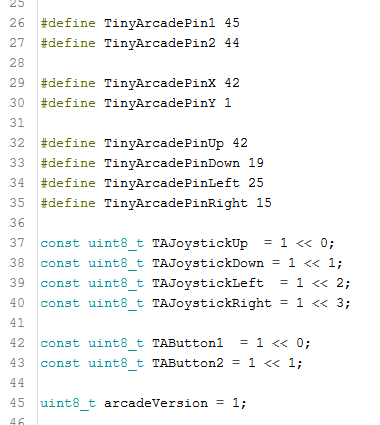 25
26 #define TinyArcadePin1 45
27 #define TinyArcadePin2 44
28
29 #define TinyArcadePinX 42
30 #define TinyArcadePinY 1
31
32 #define TinyArcadePinUp 42
33 #define TinyArcadePinDown 19
34 #define TinyArcadePinLeft 25
35 #define TinyArcadePinRight 15
36
37 const uint8_t TAJoystickUp  = 1 << 0;
38 const uint8_t TAJoystickDown = 1 << 1;
39 const uint8_t TAJoystickLeft  = 1 << 2;
40 const uint8_t TAJoystickRight = 1 << 3;
41
42 const uint8_t TAButton1  = 1 << 0;
43 const uint8_t TAButton2 = 1 << 1;
44
45 uint8_t arcadeVersion = 1;
46